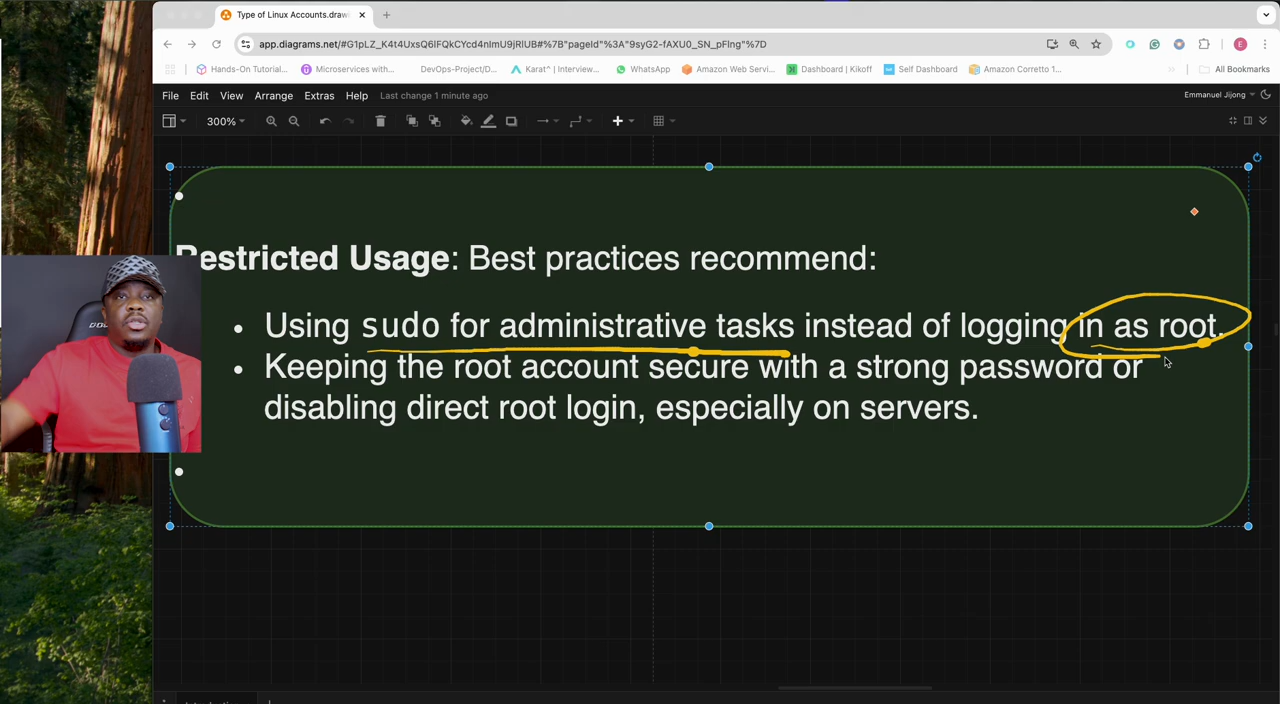 Type of Linux Accounts.draw
app.diagrams.net/#G1pLZ_K4t4UxsQ6IFQkCYcd4nImU9jRIUB#%7B"pageId"%3A"9syG2-fAXU0_SN_pFlng"%7D
Hands-On Tutorial... Microservices with... DevOps-Project/D... Karat^ | Interview... WhatsApp Amazon Web Servi... Dashboard | Kikoff Self Dashboard Amazon Corretto 1... All Bookmarks
File Edit View Arrange Extras Help Last change 1 minute ago Emmanuel Jijong
300%
Restricted Usage: Best practices recommend:
• Using sudo for administrative tasks instead of logging in as root.
• Keeping the root account secure with a strong password or
disabling direct root login, especially on servers.